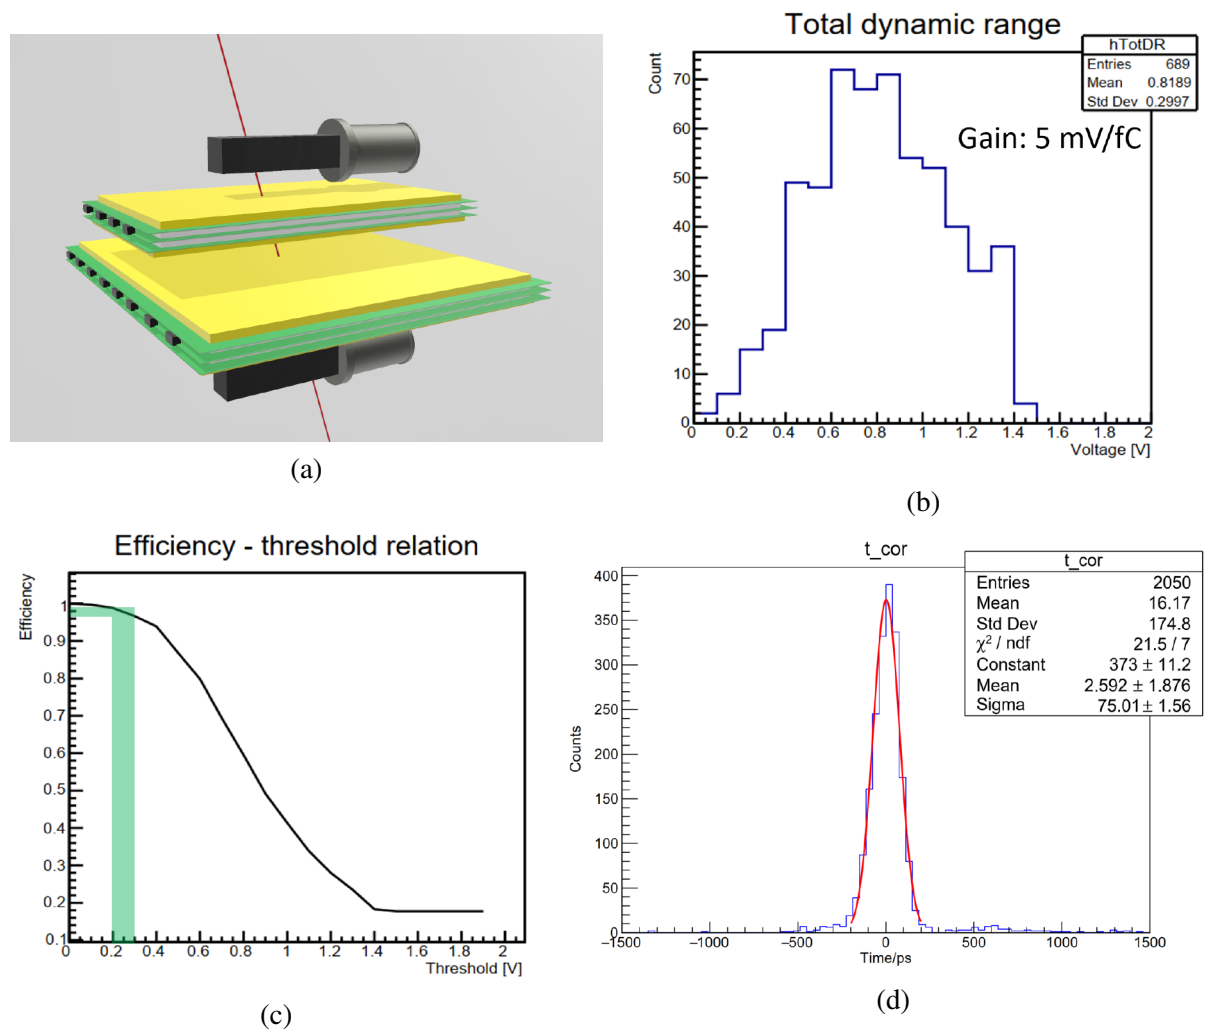 (a)
Total dynamic range
hTotDR
Entries 689
Mean 0.8189
Std Dev 0.2997
Gain: 5 mV/fC
Count
70
60
50
40
30
20
10
0
0 0.2 0.4 0.6 0.8 1 1.2 1.4 1.6 1.8 2
Voltage [V]
(b)
Efficiency - threshold relation
Efficiency
1
0.9
0.8
0.7
0.6
0.5
0.4
0.3
0.2
0.1
0 0.2 0.4 0.6 0.8 1 1.2 1.4 1.6 1.8 2
Threshold [V]
(c)
t_cor
t_cor
Entries 2050
Mean 16.17
Std Dev 174.8
χ² / ndf 21.5 / 7
Constant 373 ± 11.2
Mean 2.592 ± 1.876
Sigma 75.01 ± 1.56
Counts
400
350
300
250
200
150
100
50
0
−1500 −1000 −500 0 500 1000 1500
Time/ps
(d)